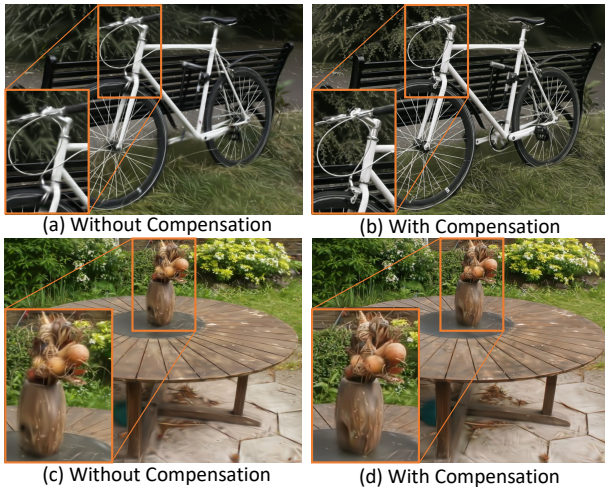 (a) Without Compensation
(b) With Compensation
(c) Without Compensation
(d) With Compensation